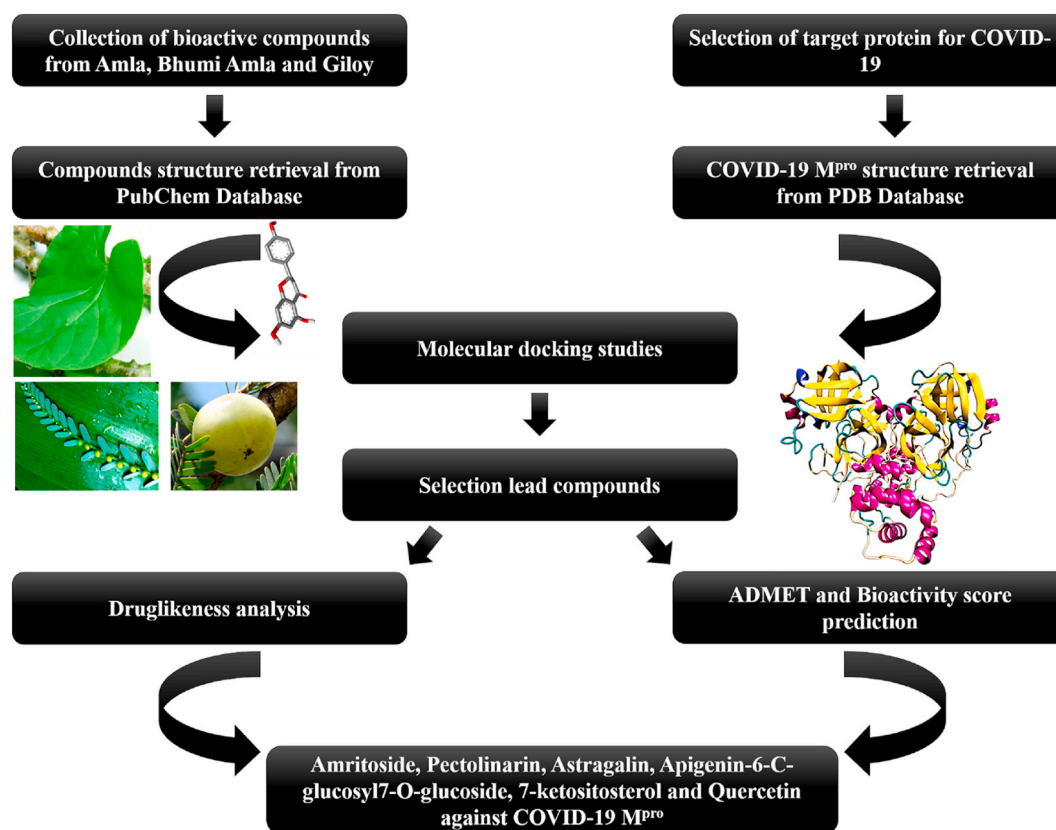 Collection of bioactive compounds
from Amla, Bhumi Amla and Giloy
Selection of target protein for COVID-
19
Compounds structure retrieval from
PubChem Database
COVID-19 Mᵖʳᵒ structure retrieval
from PDB Database
Molecular docking studies
Selection lead compounds
Druglikeness analysis
ADMET and Bioactivity score
prediction
Amritoside, Pectolinarin, Astragalin, Apigenin-6-C-
glucosyl7-O-glucoside, 7-ketositosterol and Quercetin
against COVID-19 Mᵖʳᵒ